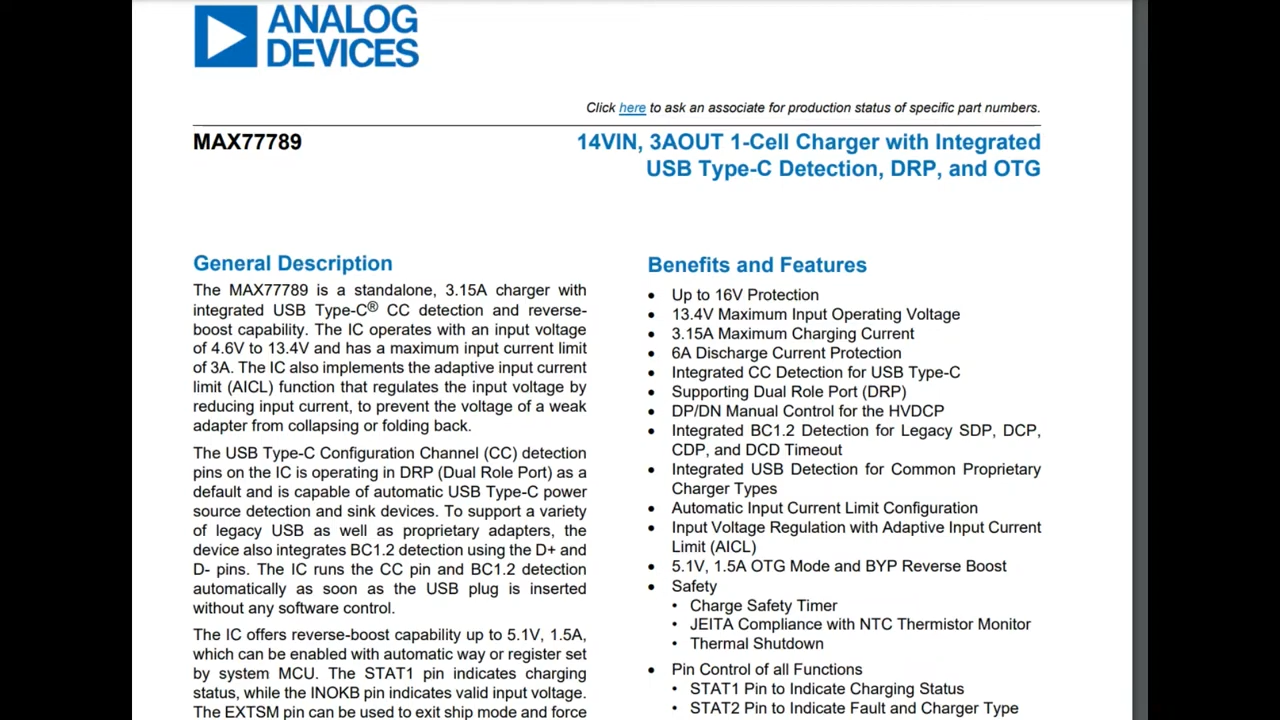 ANALOG
DEVICES
Click here to ask an associate for production status of specific part numbers.
MAX77789
14VIN, 3AOUT 1-Cell Charger with Integrated
USB Type-C Detection, DRP, and OTG
General Description
The MAX77789 is a standalone, 3.15A charger with
integrated USB Type-C® CC detection and reverse-
boost capability. The IC operates with an input voltage
of 4.6V to 13.4V and has a maximum input current limit
of 3A. The IC also implements the adaptive input current
limit (AICL) function that regulates the input voltage by
reducing input current, to prevent the voltage of a weak
adapter from collapsing or folding back.
The USB Type-C Configuration Channel (CC) detection
pins on the IC is operating in DRP (Dual Role Port) as a
default and is capable of automatic USB Type-C power
source detection and sink devices. To support a variety
of legacy USB as well as proprietary adapters, the
device also integrates BC1.2 detection using the D+ and
D- pins. The IC runs the CC pin and BC1.2 detection
automatically as soon as the USB plug is inserted
without any software control.
The IC offers reverse-boost capability up to 5.1V, 1.5A,
which can be enabled with automatic way or register set
by system MCU. The STAT1 pin indicates charging
status, while the INOKB pin indicates valid input voltage.
The EXTSM pin can be used to exit ship mode and force
Benefits and Features
• Up to 16V Protection
• 13.4V Maximum Input Operating Voltage
• 3.15A Maximum Charging Current
• 6A Discharge Current Protection
• Integrated CC Detection for USB Type-C
• Supporting Dual Role Port (DRP)
• DP/DN Manual Control for the HVDCP
• Integrated BC1.2 Detection for Legacy SDP, DCP,
CDP, and DCD Timeout
• Integrated USB Detection for Common Proprietary
Charger Types
• Automatic Input Current Limit Configuration
• Input Voltage Regulation with Adaptive Input Current
Limit (AICL)
• 5.1V, 1.5A OTG Mode and BYP Reverse Boost
• Safety
• Charge Safety Timer
• JEITA Compliance with NTC Thermistor Monitor
• Thermal Shutdown
• Pin Control of all Functions
• STAT1 Pin to Indicate Charging Status
• STAT2 Pin to Indicate Fault and Charger Type